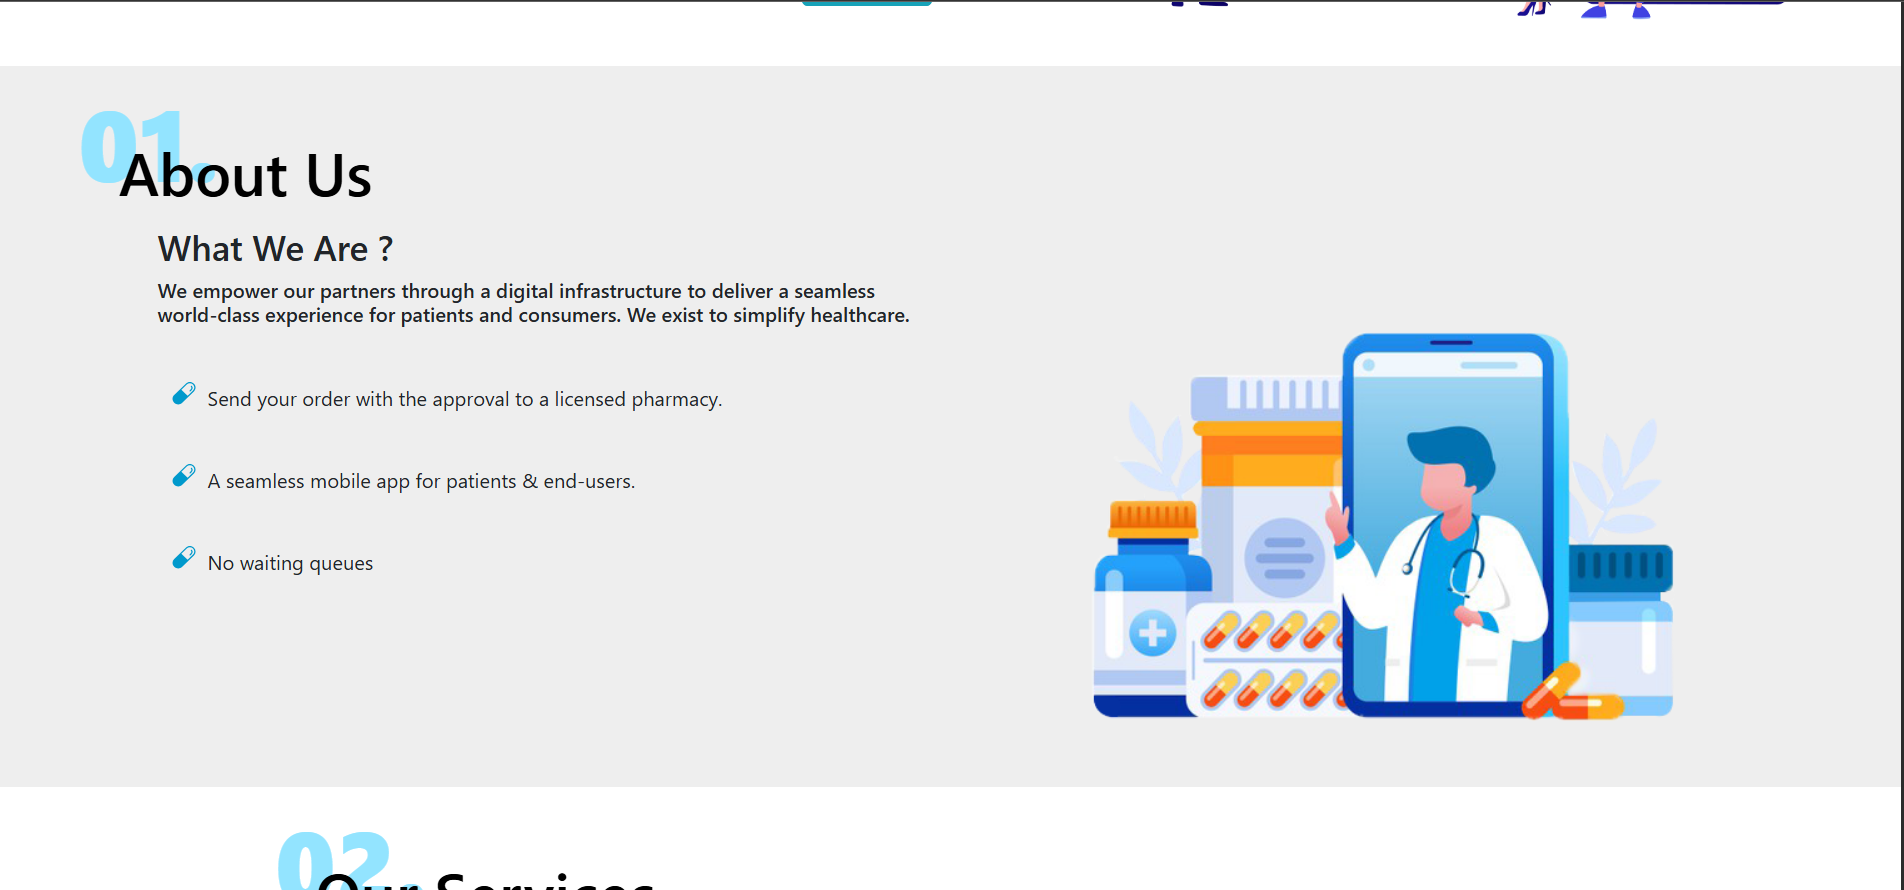 01.
About Us
What We Are ?
We empower our partners through a digital infrastructure to deliver a seamless
world-class experience for patients and consumers. We exist to simplify healthcare.
Send your order with the approval to a licensed pharmacy.
A seamless mobile app for patients & end-users.
No waiting queues
02.
Our Services